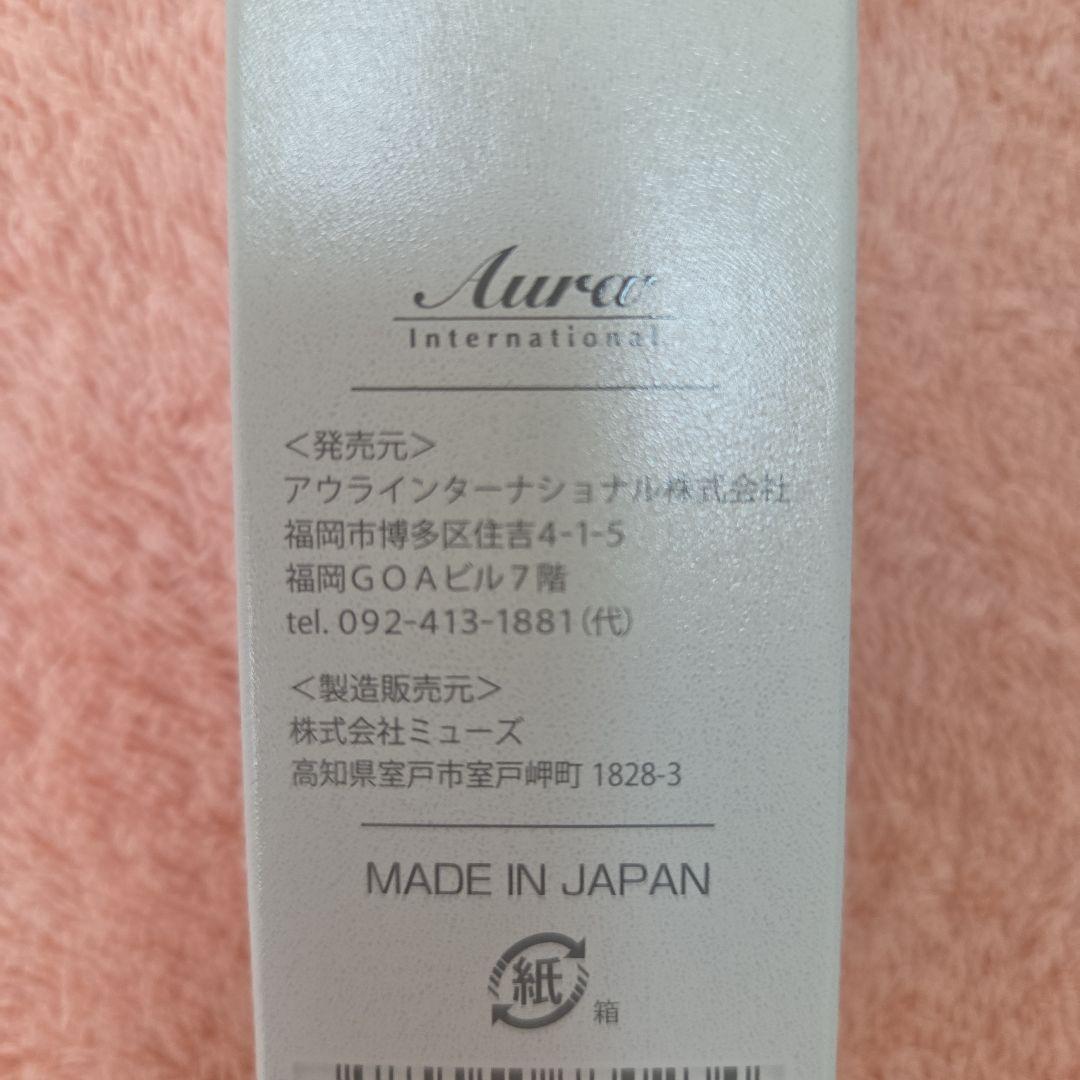 Aura
International
＜発売元＞
アウラインターナショナル株式会社
福岡市博多区住吉4-1-5
福岡GOAビル7階
tel. 092-413-1881(代)
＜製造販売元＞
株式会社ミューズ
高知県室戸市室戸岬町 1828-3
MADE IN JAPAN
紙
箱